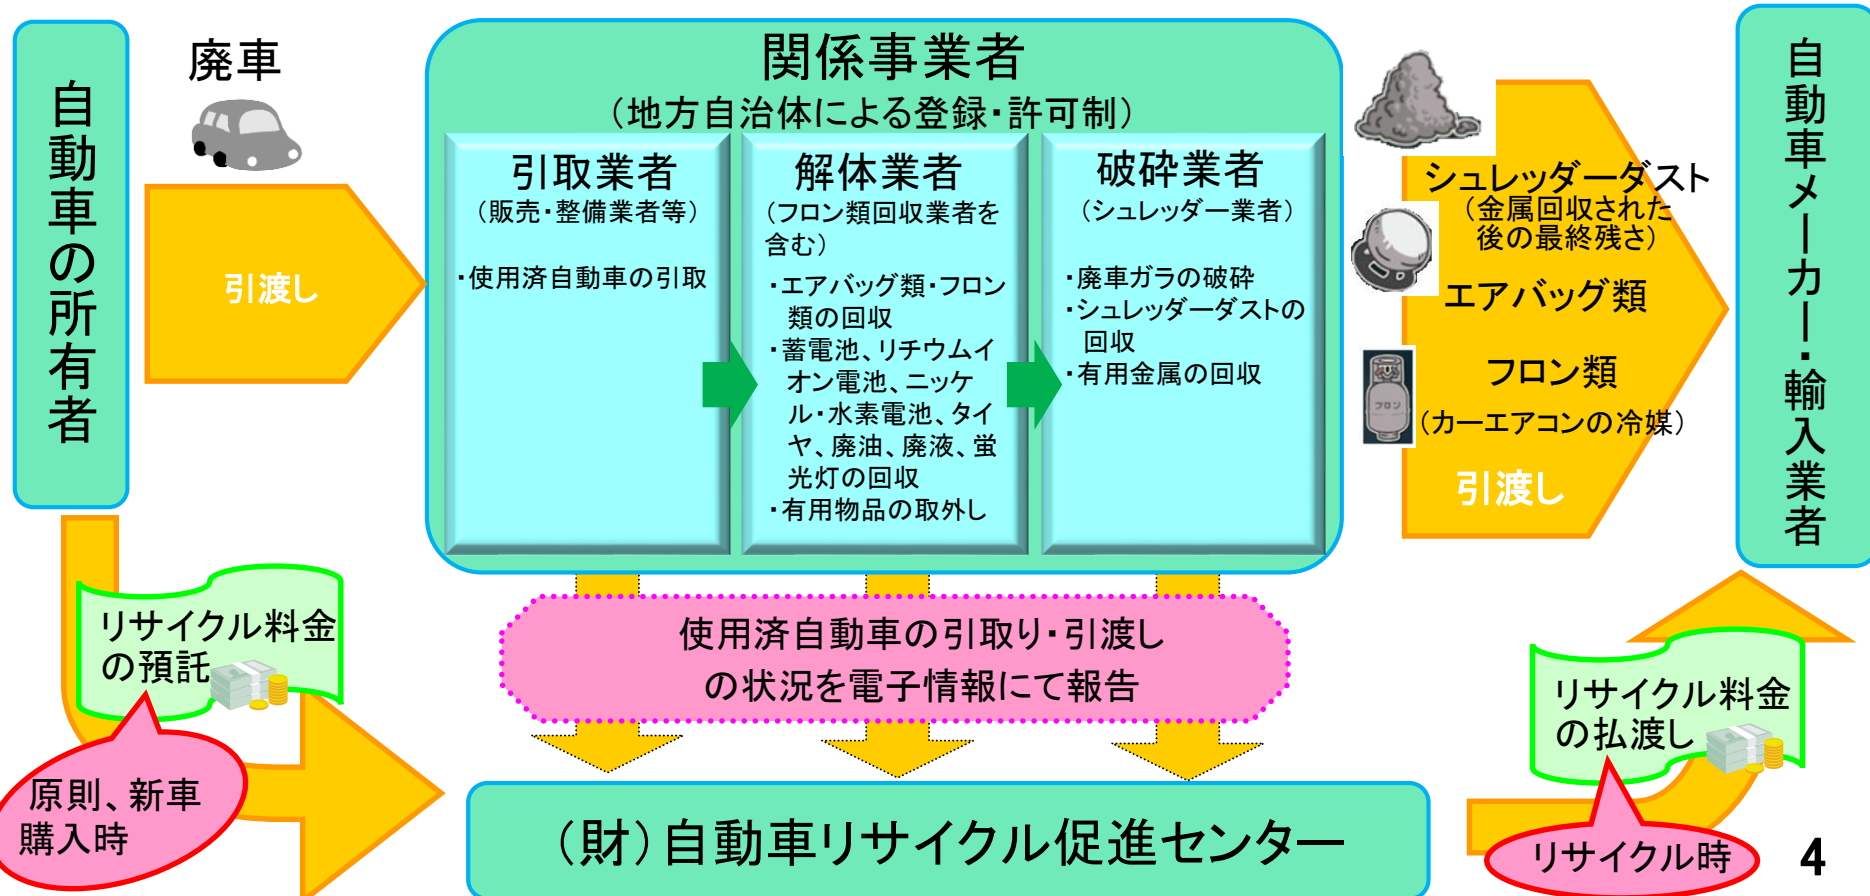 自動車の所有者
廃車
引渡し
関係事業者
（地方自治体による登録・許可制）
引取業者
（販売・整備業者等）
・使用済自動車の引取
解体業者
（フロン類回収業者を
含む）
・エアバッグ類・フロン
類の回収
・蓄電池、リチウムイ
オン電池、ニッケ
ル・水素電池、タイ
ヤ、廃油、廃液、蛍
光灯の回収
・有用物品の取外し
破砕業者
（シュレッダー業者）
・廃車ガラの破砕
・シュレッダーダストの
回収
・有用金属の回収
シュレッダーダスト
（金属回収された
後の最終残さ）
エアバッグ類
フロン
フロン類
（カーエアコンの冷媒）
引渡し
自動車メーカー・輸入業者
リサイクル料金
の預託
原則、新車
購入時
使用済自動車の引取り・引渡し
の状況を電子情報にて報告
（財）自動車リサイクル促進センター
リサイクル料金
の払渡し
リサイクル時
4